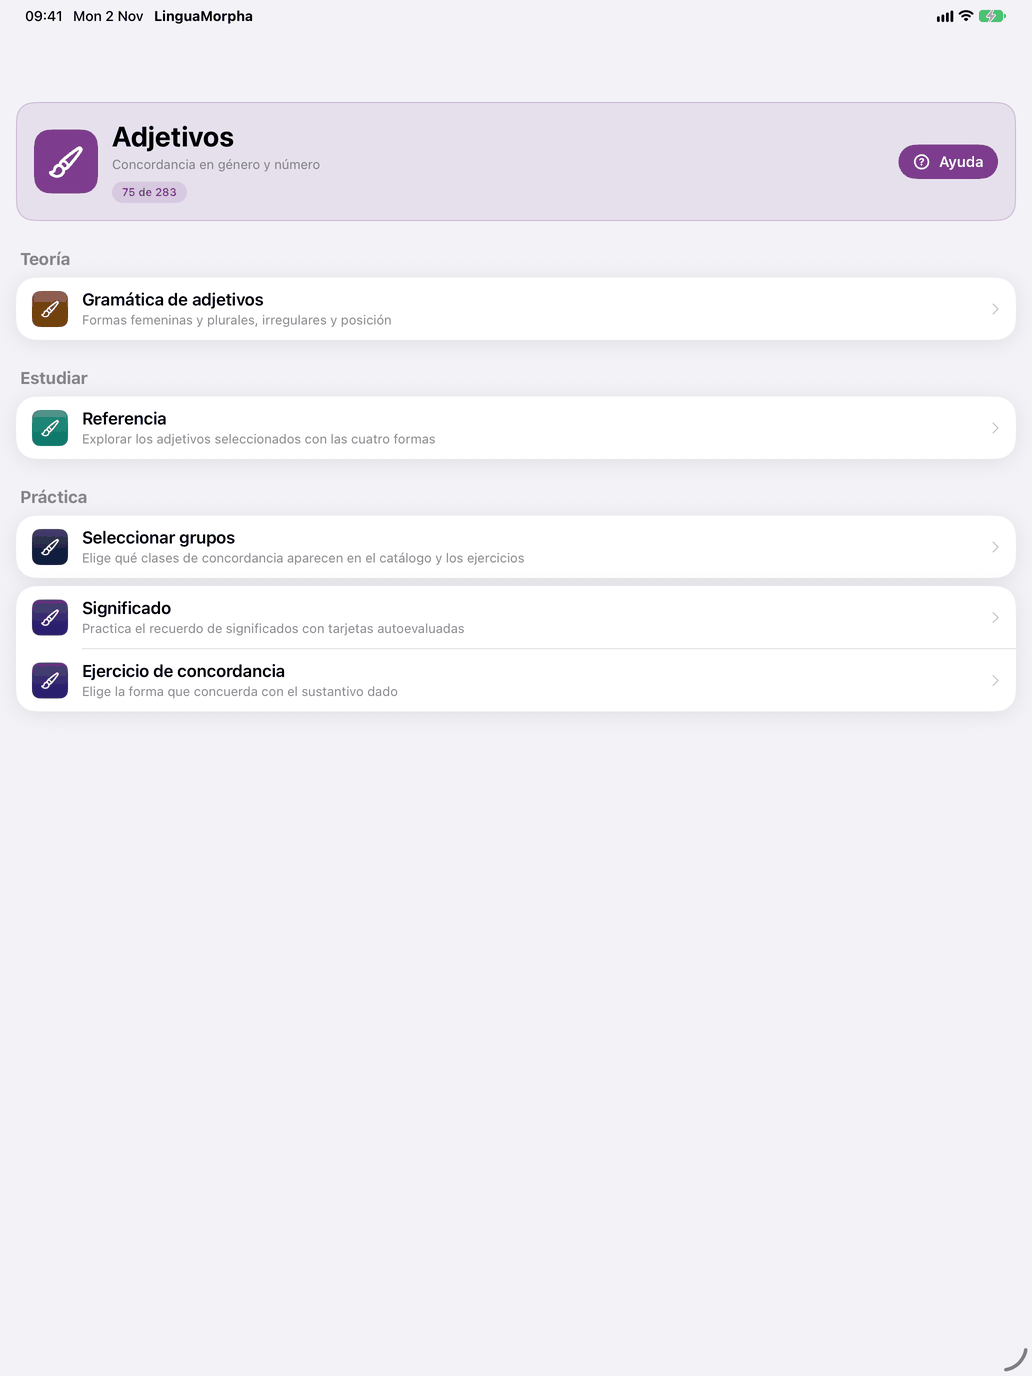 09:41 Mon 2 Nov LinguaMorpha
Adjetivos
Concordancia en género y número
75 de 283
Ayuda
Teoría
Gramática de adjetivos
Formas femeninas y plurales, irregulares y posición
Estudiar
Referencia
Explorar los adjetivos seleccionados con las cuatro formas
Práctica
Seleccionar grupos
Elige qué clases de concordancia aparecen en el catálogo y los ejercicios
Significado
Practica el recuerdo de significados con tarjetas autoevaluadas
Ejercicio de concordancia
Elige la forma que concuerda con el sustantivo dado